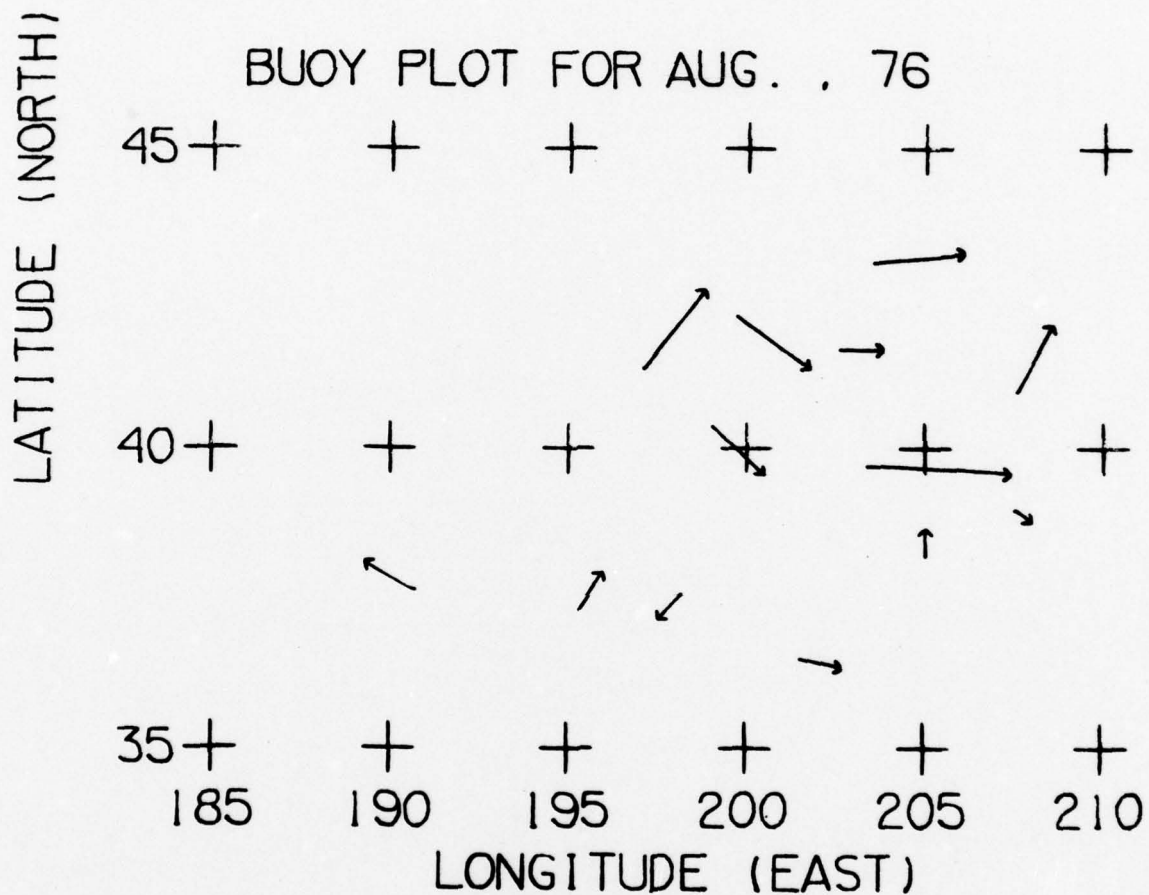 BUOY PLOT FOR AUG. . 76
LATITUDE (NORTH)
45
40
35
185 190 195 200 205 210
LONGITUDE (EAST)